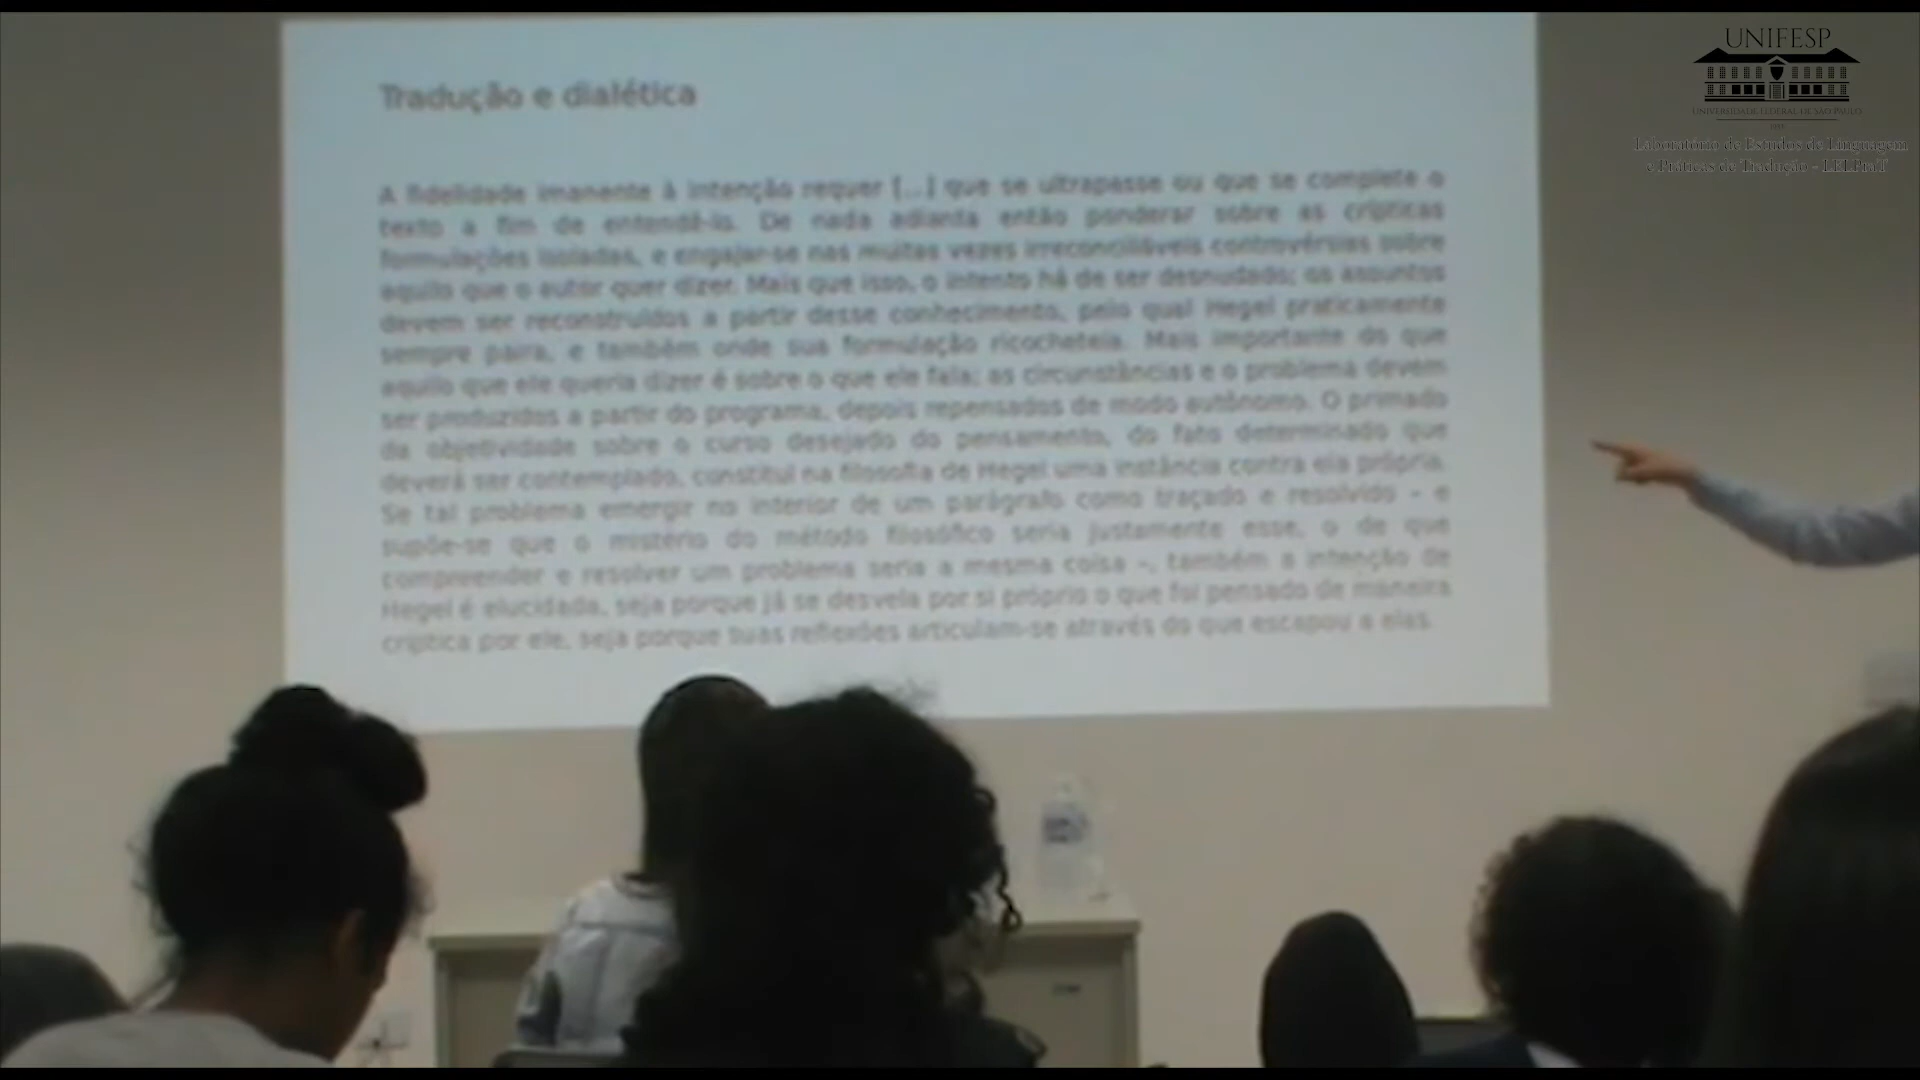 Tradução e dialética
A fidelidade imanente à intenção requer [...] que se ultrapasse ou que se complete o
texto a fim de entendê-lo. De nada adianta então ponderar sobre as crípticas
formulações isoladas, e engajar-se nas muitas vezes irreconciliáveis controvérsias sobre
aquilo que o autor quer dizer. Mais que isso, o intento há de ser desnudado; os assuntos
devem ser reconstruídos a partir desse conhecimento, pelo qual Hegel praticamente
sempre paira, e também onde sua formulação ricocheteia. Mais importante do que
aquilo que ele queria dizer é sobre o que ele fala; as circunstâncias e o problema devem
ser produzidos a partir do programa, depois repensados de modo autônomo. O primado
da objetividade sobre o curso desejado do pensamento, do fato determinado que
deverá ser contemplado, constitui na filosofia de Hegel uma instância contra ela própria.
Se tal problema emergir no interior de um parágrafo como traçado e resolvido – e
supõe-se que o mistério do método filosófico seria justamente esse, o de que
compreender e resolver um problema seria a mesma coisa –, também a intenção de
Hegel é elucidada, seja porque já se desvela por si próprio o que foi pensado de maneira
críptica por ele, seja porque suas reflexões articulam-se através do que escapou a elas.
UNIFESP
UNIVERSIDADE FEDERAL DE SÃO PAULO
Laboratório de Estudos de Linguagem
e Práticas de Tradução - LELPraT